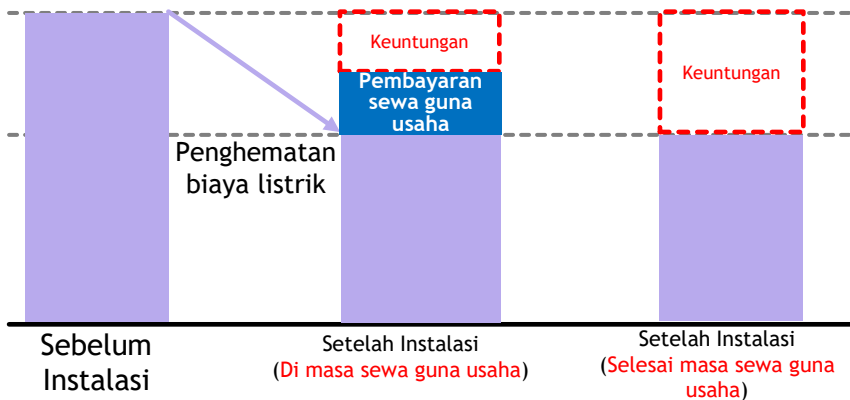 Keuntungan
Pembayaran
sewa guna
usaha
Keuntungan
Penghematan
biaya listrik
Sebelum
Instalasi
Setelah Instalasi
(Di masa sewa guna usaha)
Setelah Instalasi
(Selesai masa sewa guna
usaha)